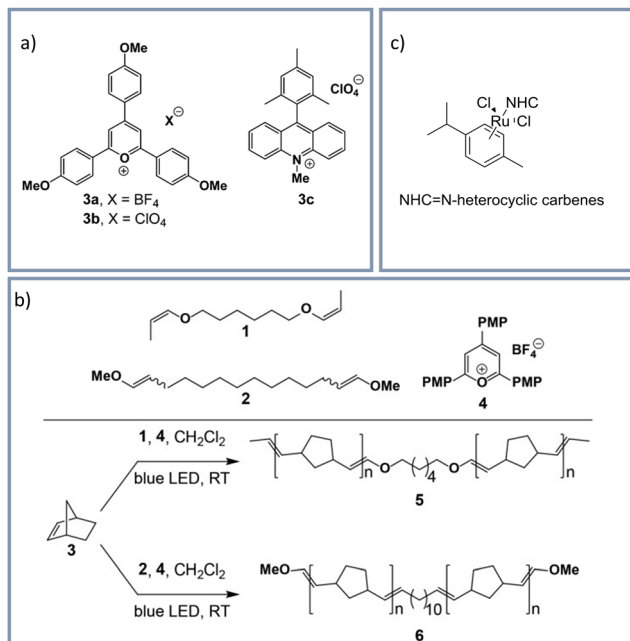 a)
OMe
X⊖
O
⊕
MeO
OMe
3a, X = BF4
3b, X = ClO4
ClO4⊖
N
⊕
Me
3c
c)
Cl
NHC
Ru
Cl
NHC=N-heterocyclic carbenes
b)
O
O
1
MeO
OMe
2
PMP
BF4⊖
⊕
PMP
O
PMP
4
1, 4, CH2Cl2
blue LED, RT
n
O
4
O
n
5
3
2, 4, CH2Cl2
blue LED, RT
MeO
OMe
n
10
n
6